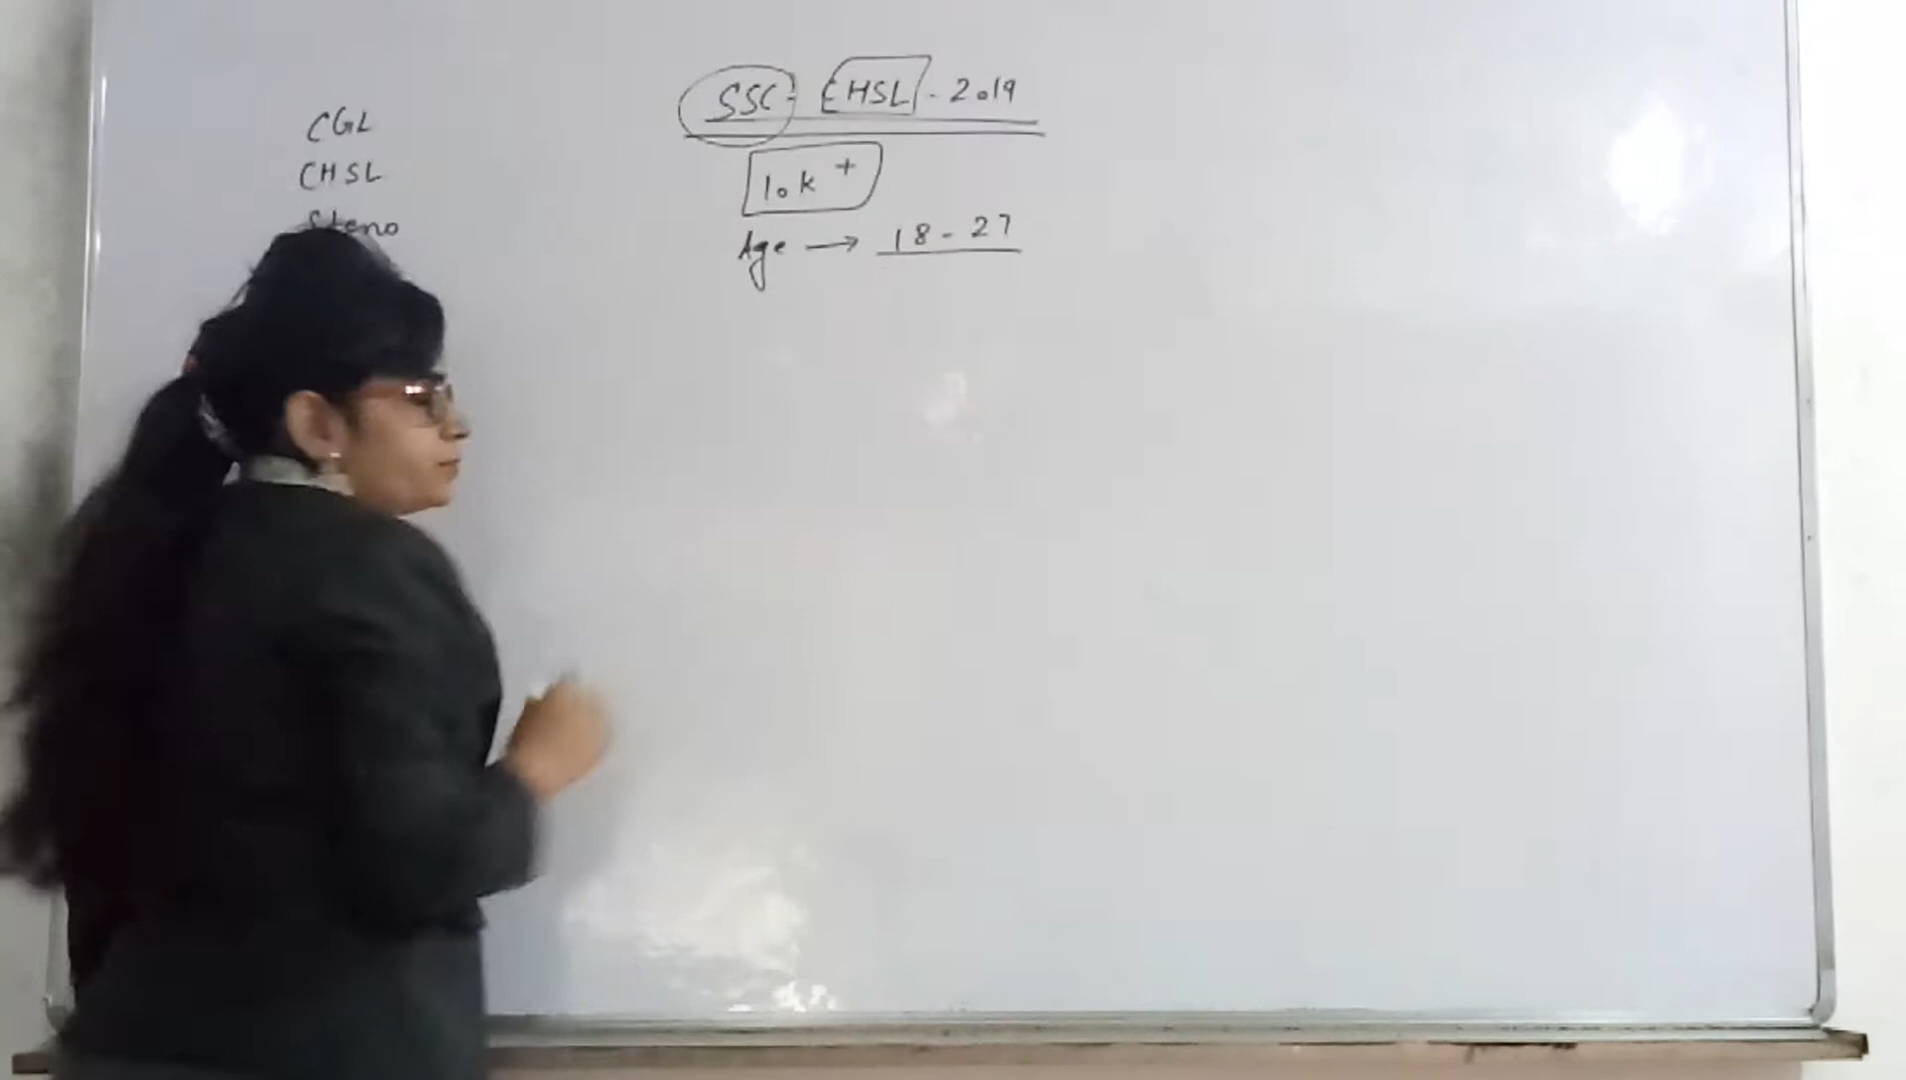 CGL
CHSL
Steno
SSC - CHSL - 2019
10k +
Age → 18 - 27